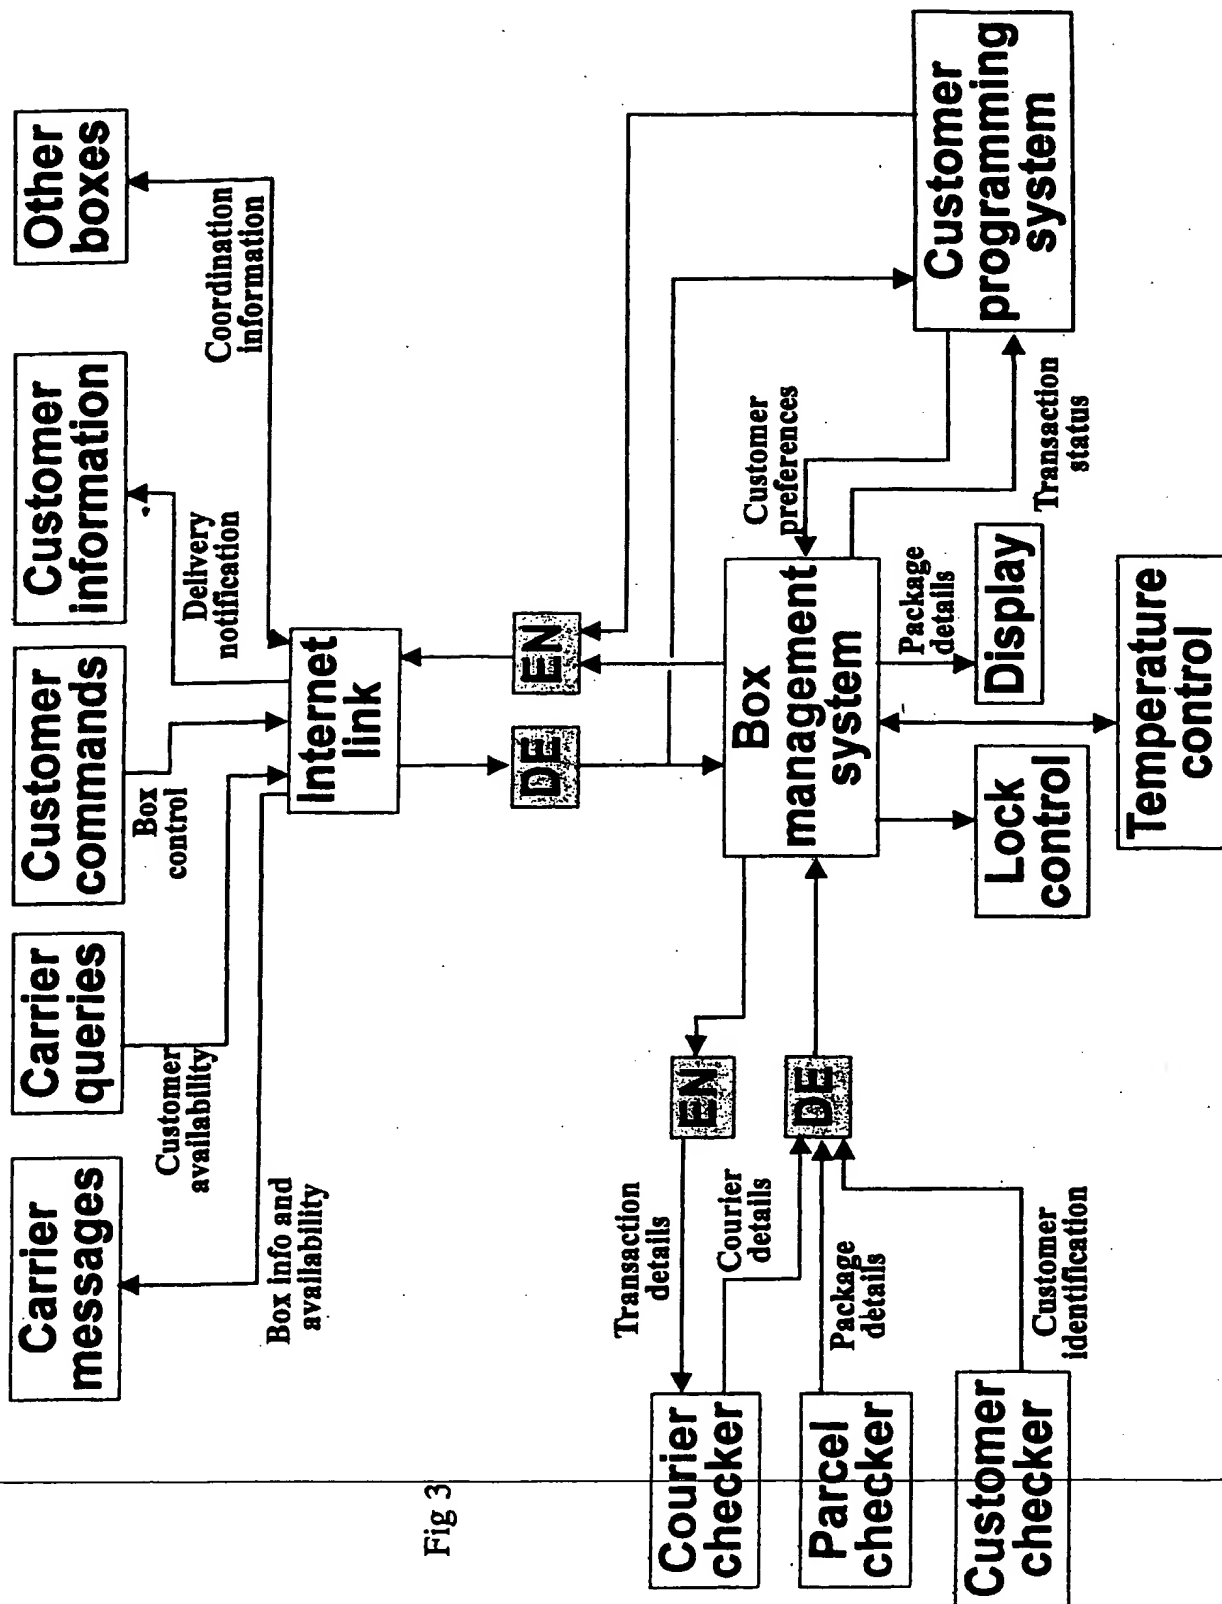 Carrier
messages
Carrier
queries
Customer
commands
Customer
information
Other
boxes
Box info and
availability
Customer
availability
Box
control
Delivery
notification
Coordination
information
Internet
link
DE
EN
Transaction
details
Courier
details
Package
details
Customer
identification
EN
DE
Box
management
system
Customer
preferences
Transaction
status
Package
details
Courier
checker
Parcel
checker
Customer
checker
Lock
control
Display
Temperature
control
Customer
programming
system
Fig 3